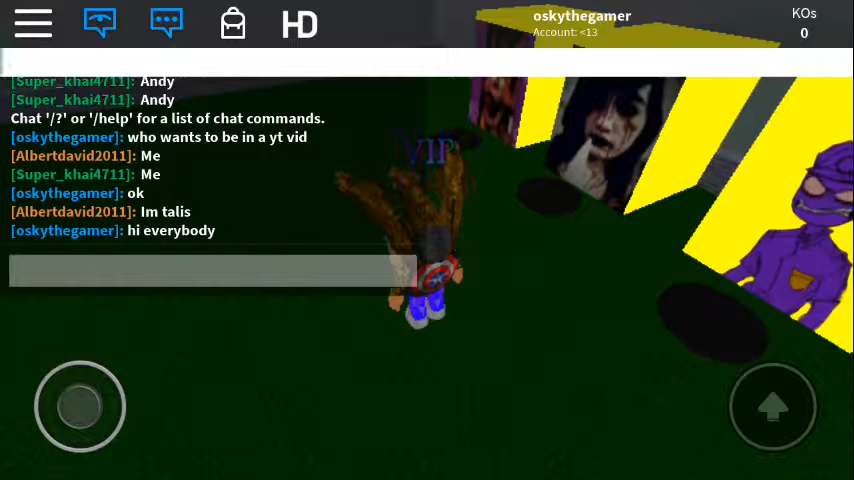 HD
oskythegamer
Account: <13
KOs
0
[Super_khai4711]: Andy
[Super_khai4711]: Andy
Chat '/?' or '/help' for a list of chat commands.
[oskythegamer]: who wants to be in a yt vid
[Albertdavid2011]: Me
[Super_khai4711]: Me
[oskythegamer]: ok
[Albertdavid2011]: Im talis
[oskythegamer]: hi everybody
VIP